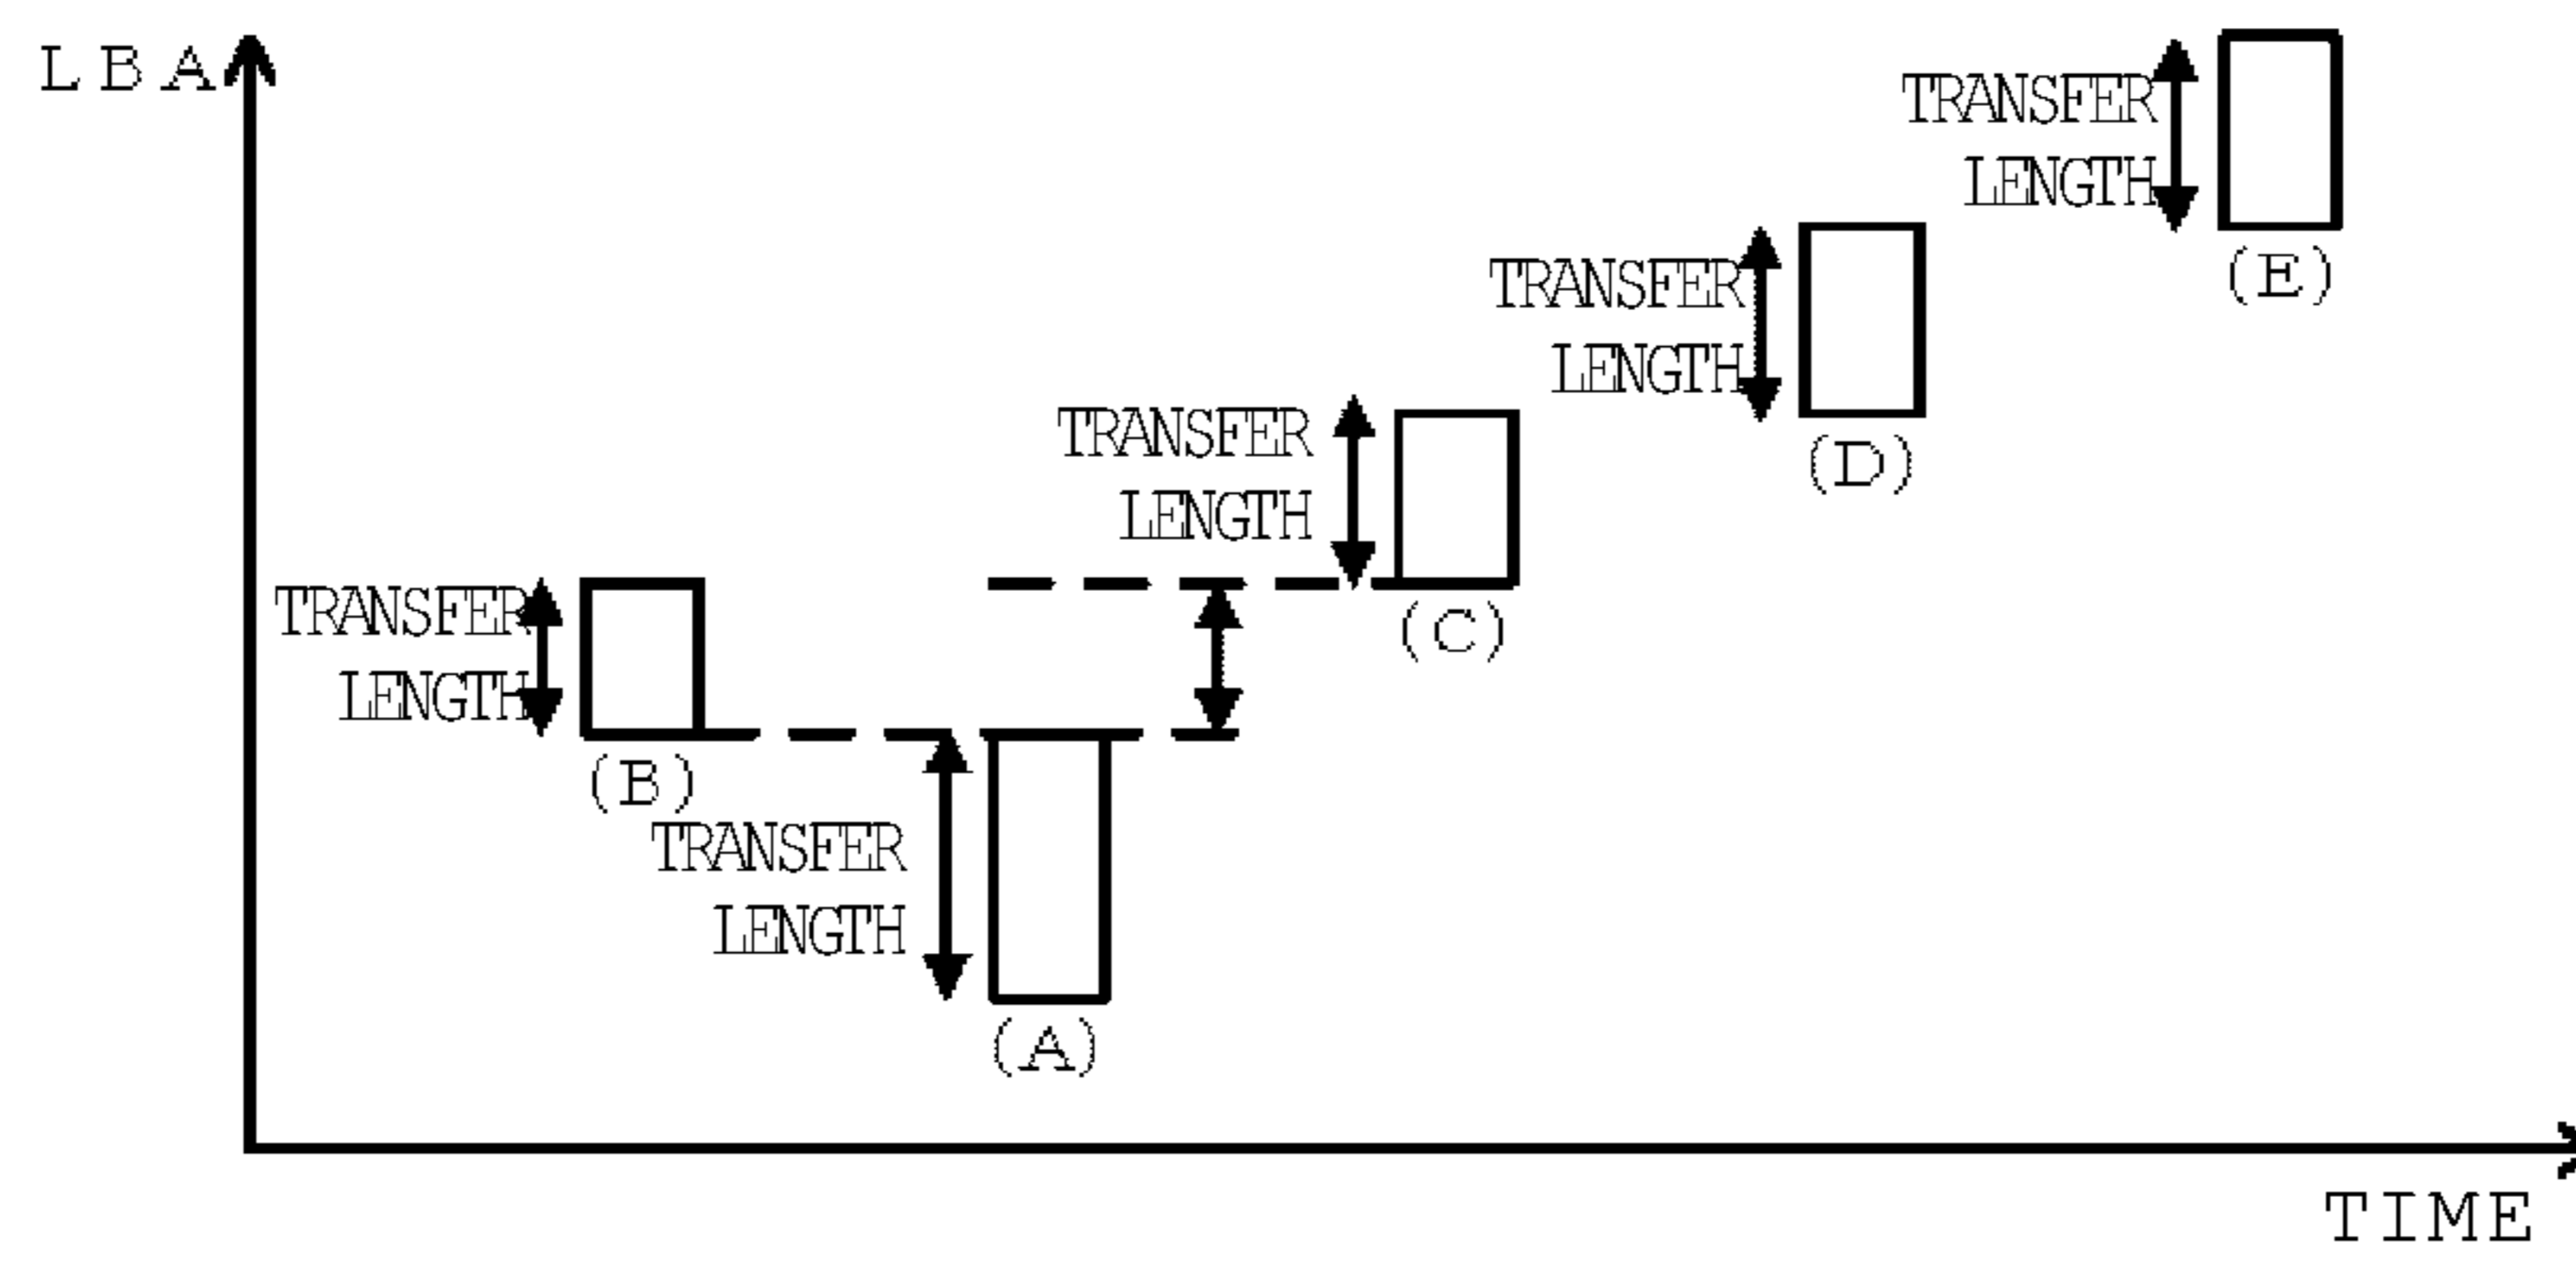 LBA
TRANSFER
LENGTH
(E)
TRANSFER
LENGTH
(D)
TRANSFER
LENGTH
(C)
TRANSFER
LENGTH
(B)
TRANSFER
LENGTH
(A)
TIME